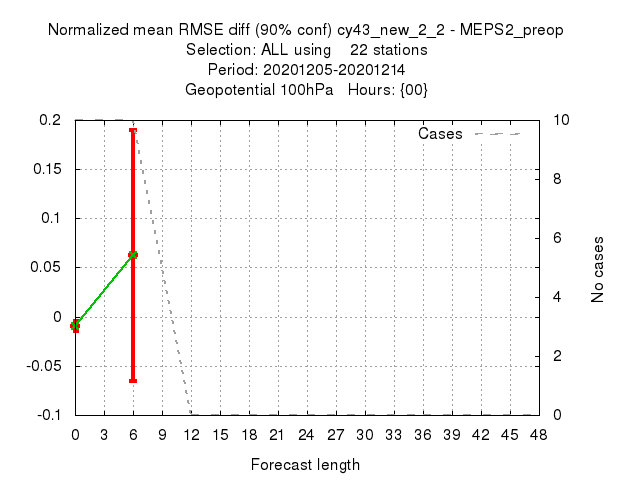 Normalized mean RMSE diff (90% conf) cy43_new_2_2 - MEPS2_preop
Selection: ALL using 22 stations
Period: 20201205-20201214
Geopotential 100hPa Hours: {00}
Cases
0.2
0.15
0.1
0.05
0
-0.05
-0.1
10
8
6
4
2
0
No cases
0 3 6 9 12 15 18 21 24 27 30 33 36 39 42 45 48
Forecast length